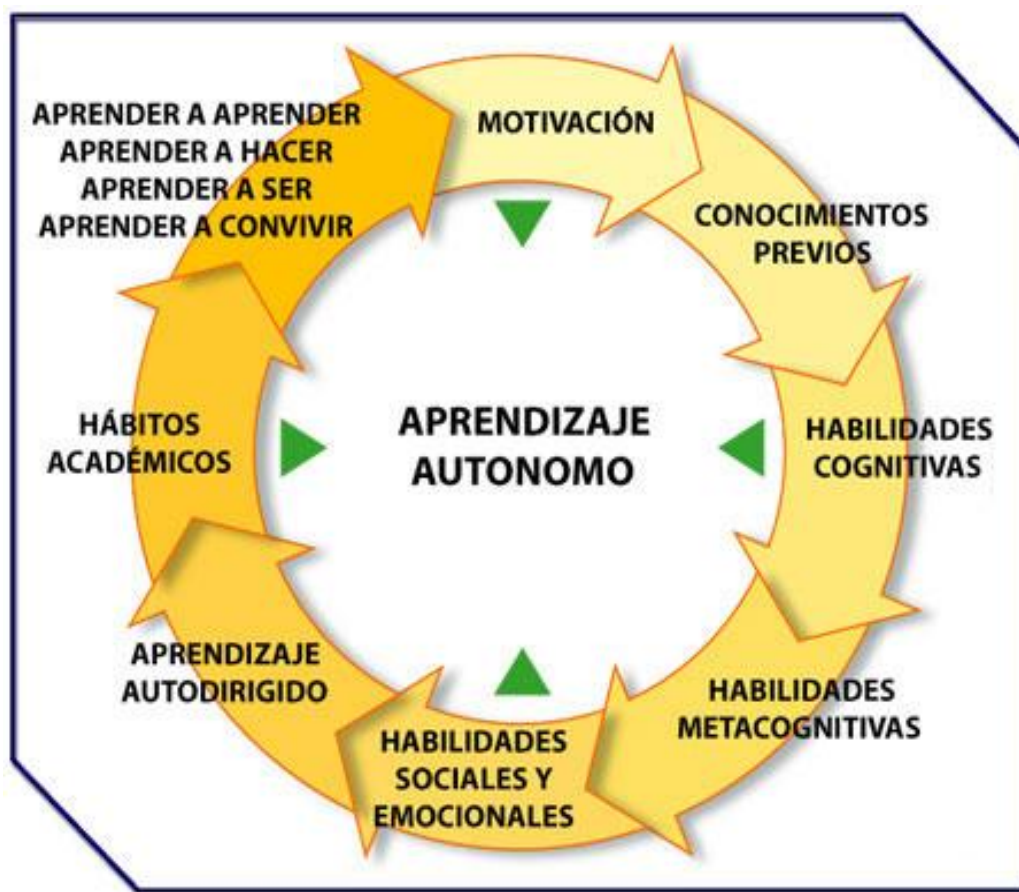 MOTIVACIÓN
CONOCIMIENTOS
PREVIOS
HABILIDADES
COGNITIVAS
HABILIDADES
METACOGNITIVAS
HABILIDADES
SOCIALES Y
EMOCIONALES
APRENDIZAJE
AUTODIRIGIDO
HÁBITOS
ACADÉMICOS
APRENDER A APRENDER
APRENDER A HACER
APRENDER A SER
APRENDER A CONVIVIR
APRENDIZAJE
AUTONOMO